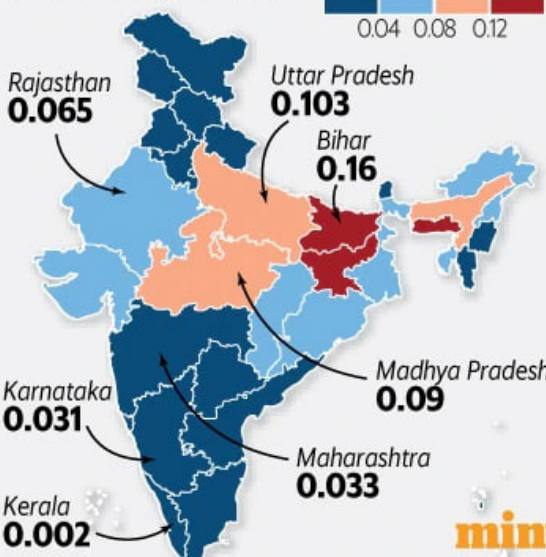 0.04 0.08 0.12
Rajasthan
0.065
Uttar Pradesh
0.103
Bihar
0.16
Madhya Pradesh
0.09
Karnataka
0.031
Maharashtra
0.033
Kerala
0.002